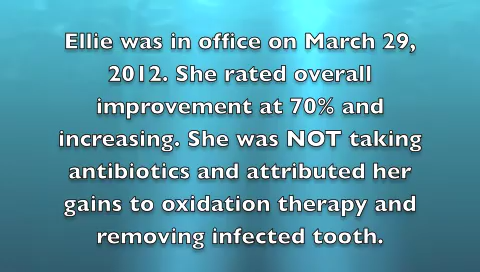 Ellie was in office on March 29,
2012. She rated overall
improvement at 70% and
increasing. She was NOT taking
antibiotics and attributed her
gains to oxidation therapy and
removing infected tooth.